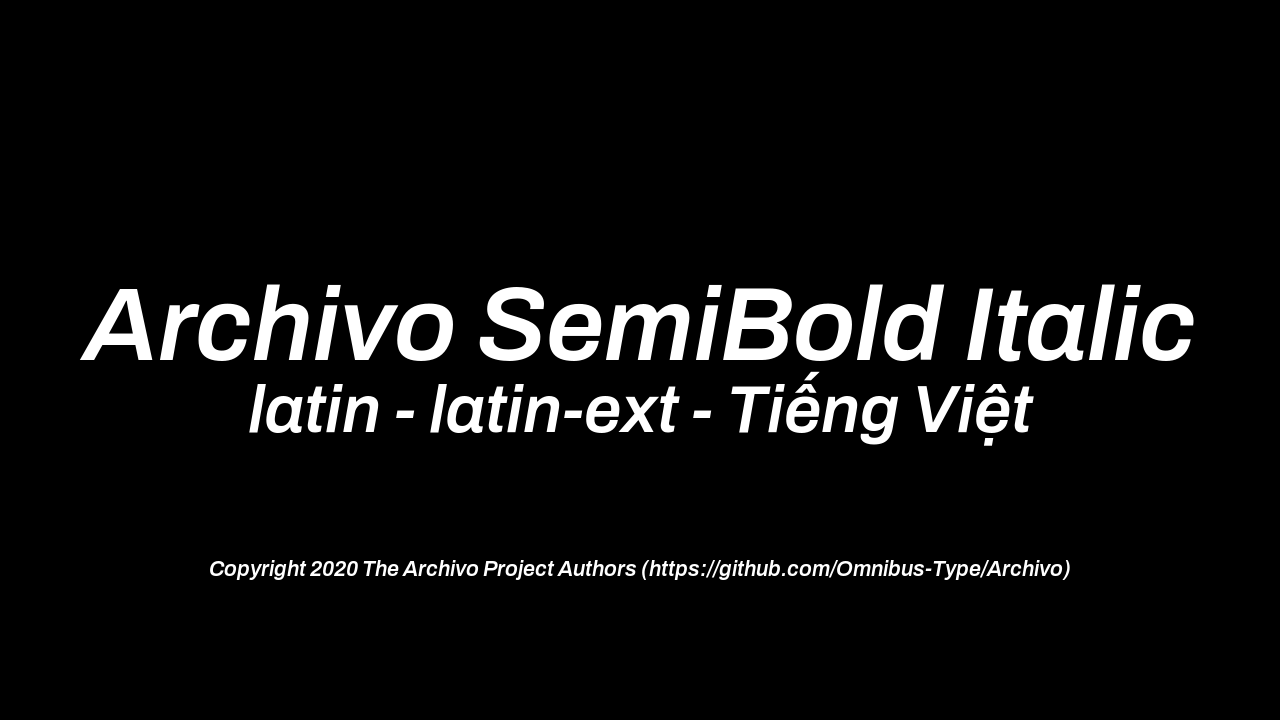 Archivo SemiBold Italic
latin - latin-ext - Tiếng Việt
Copyright 2020 The Archivo Project Authors (https://github.com/Omnibus-Type/Archivo)